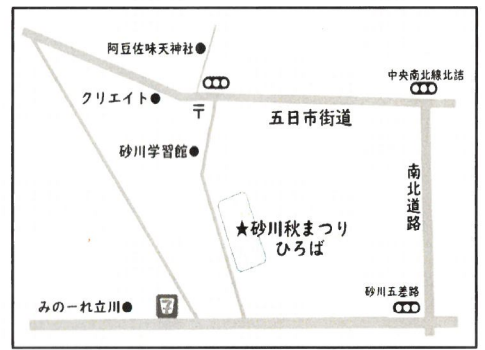 阿豆佐味天神社
中央南北線北詰
クリエイト
〒
五日市街道
砂川学習館
南北道路
★砂川秋まつり
ひろば
砂川五差路
みのーれ立川
7